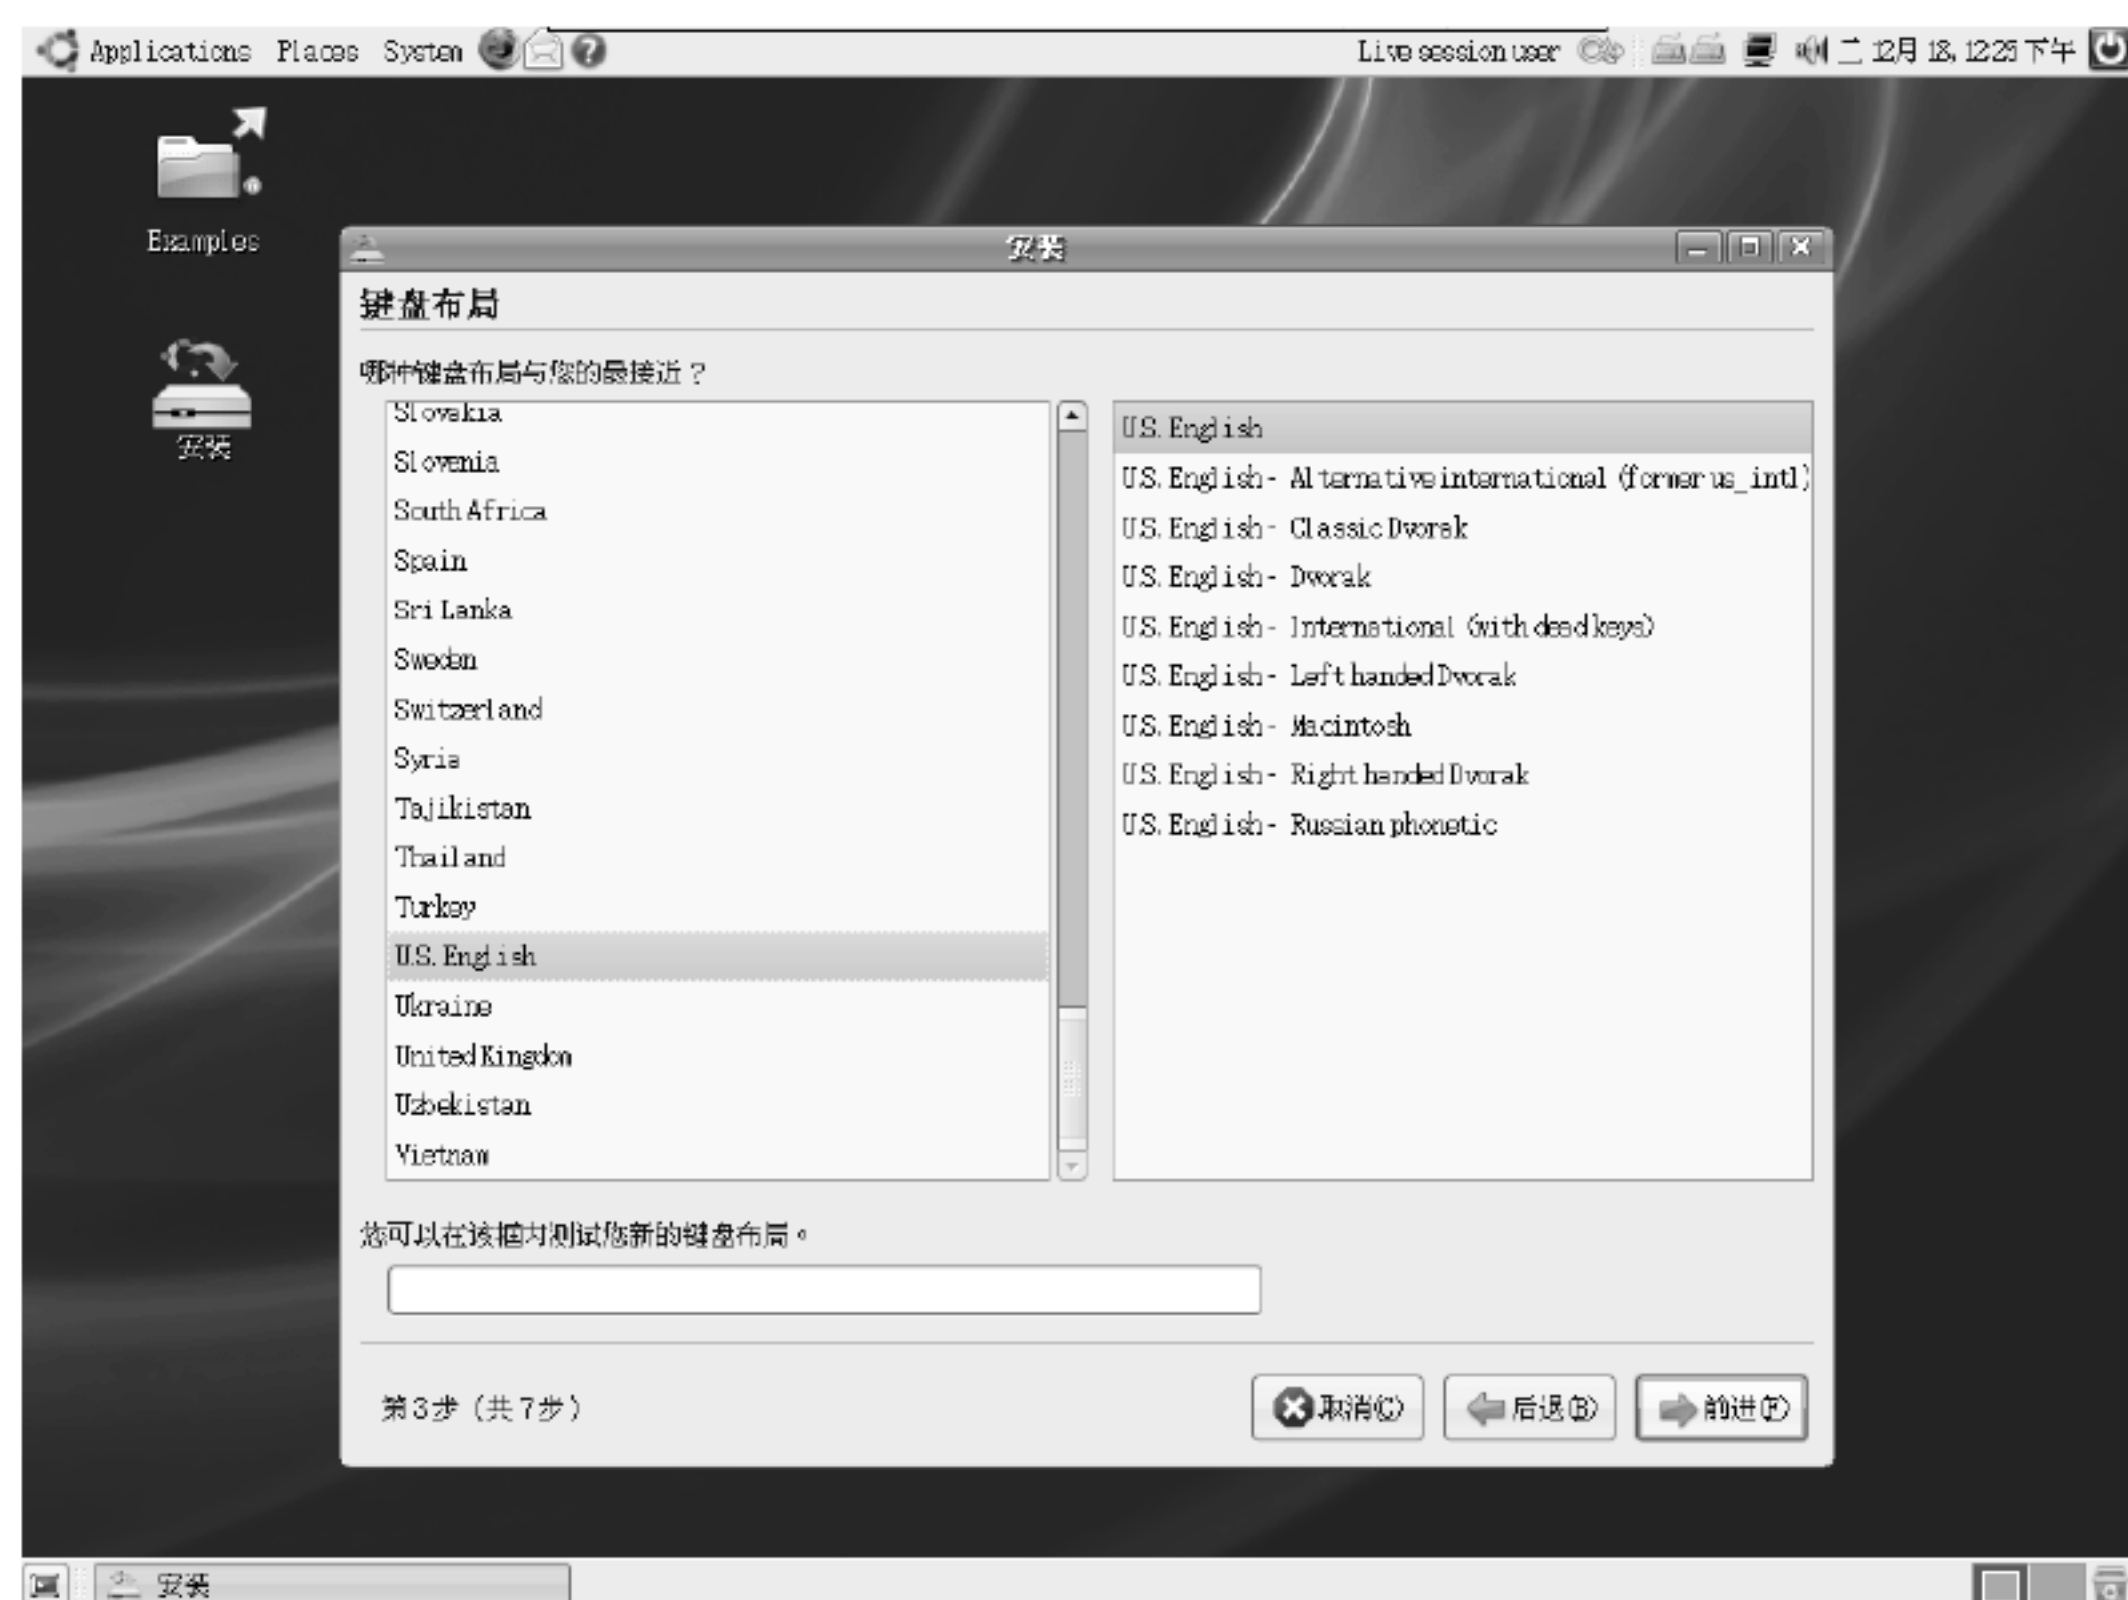 Applications Places System
Live session user 二 12月 18, 12:25 下午
Examples
安装
安装
键盘布局
哪种键盘布局与您的最接近？
Slovakia
Slovenia
South Africa
Spain
Sri Lanka
Sweden
Switzerland
Syria
Tajikistan
Thailand
Turkey
U.S. English
Ukraine
United Kingdom
Uzbekistan
Vietnam
U.S. English
U.S. English - Alternative international (former us_intl)
U.S. English - Classic Dvorak
U.S. English - Dvorak
U.S. English - International (with dead keys)
U.S. English - Left handed Dvorak
U.S. English - Macintosh
U.S. English - Right handed Dvorak
U.S. English - Russian phonetic
您可以在该框内测试您新的键盘布局。
第3步（共7步）
取消(C) 后退(B) 前进(F)
安装